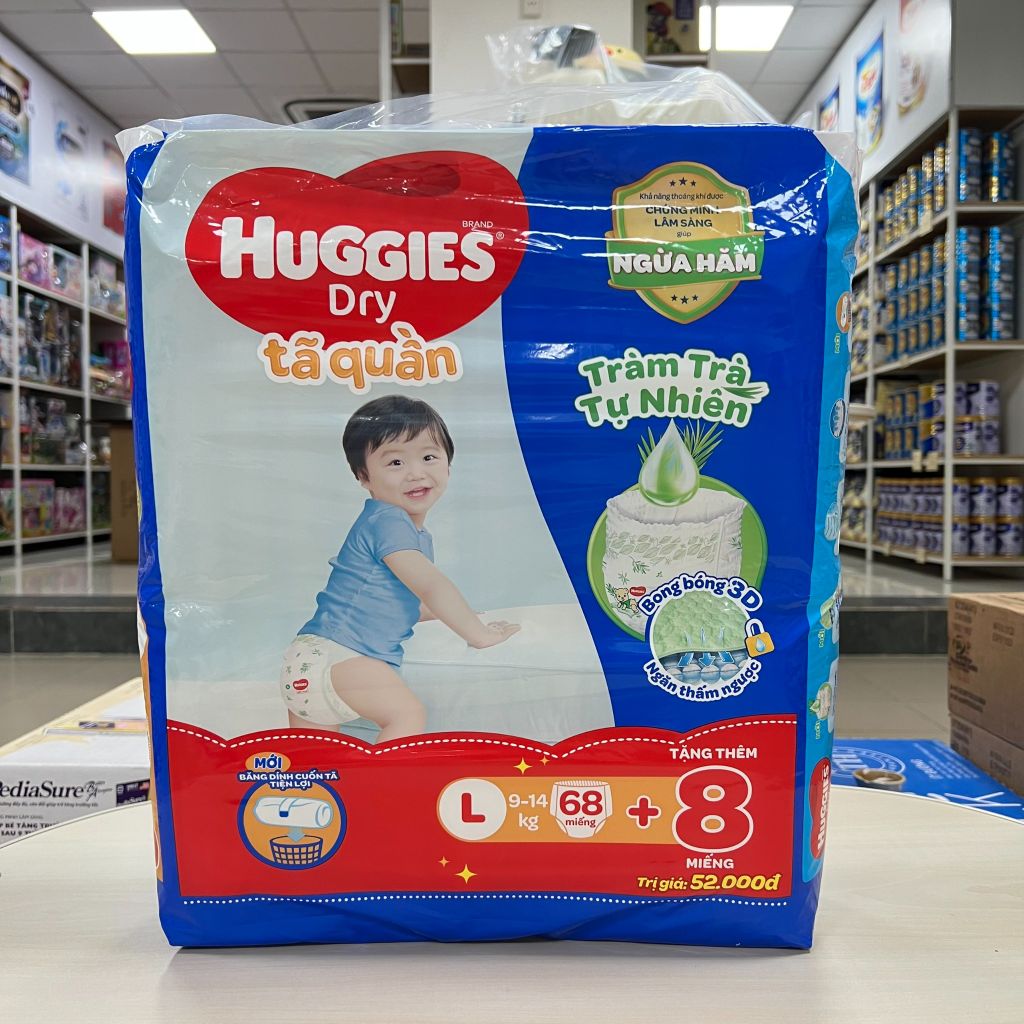 HUGGIES
BRAND
®
Dry
tã quần
Khả năng thoáng khí được
CHỨNG MINH
LÂM SÀNG
giúp
NGỪA HĂM
Tràm Trà
Tự Nhiên
Bong bóng 3D
Ngăn thấm ngược
MỚI
BĂNG DÍNH CUỐN TÃ
TIỆN LỢI
L
9-14
kg
68
miếng
+
TẶNG THÊM
8
MIẾNG
Trị giá: 52.000đ
HUGGIES
PediaSure